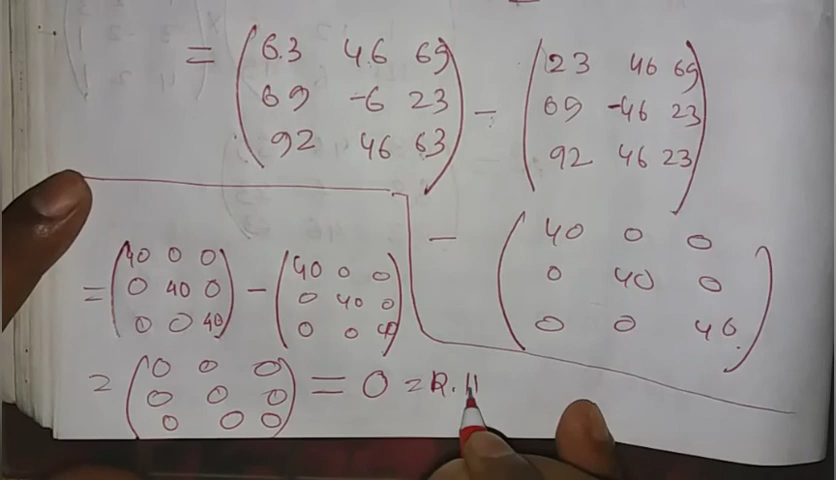 = (63 46 69) (23 46 69)
(69 -6 23) - (69 -46 23)
(92 46 63) (92 46 23)
- (40 0 0)
(0 40 0)
(0 0 40)
= (40 0 0) - (40 0 0)
(0 40 0) (0 40 0)
(0 0 40) (0 0 40)
= (0 0 0)
(0 0 0) = 0 = R.H
(0 0 0)